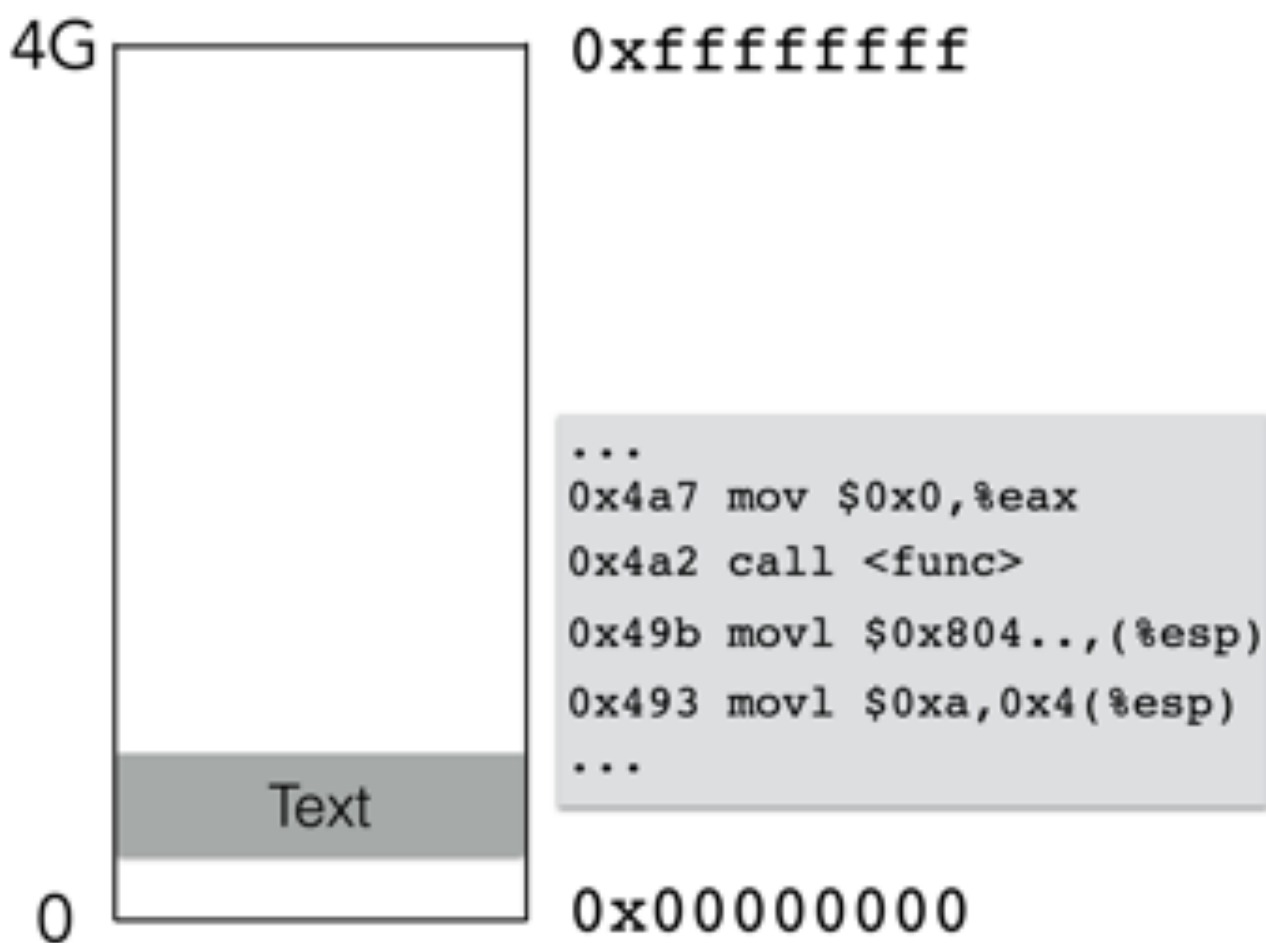 4G
0xffffffff
...
0x4a7 mov $0x0,%eax
0x4a2 call <func>
0x49b movl $0x804..,(%esp)
0x493 movl $0xa,0x4(%esp)
...
Text
0
0x00000000